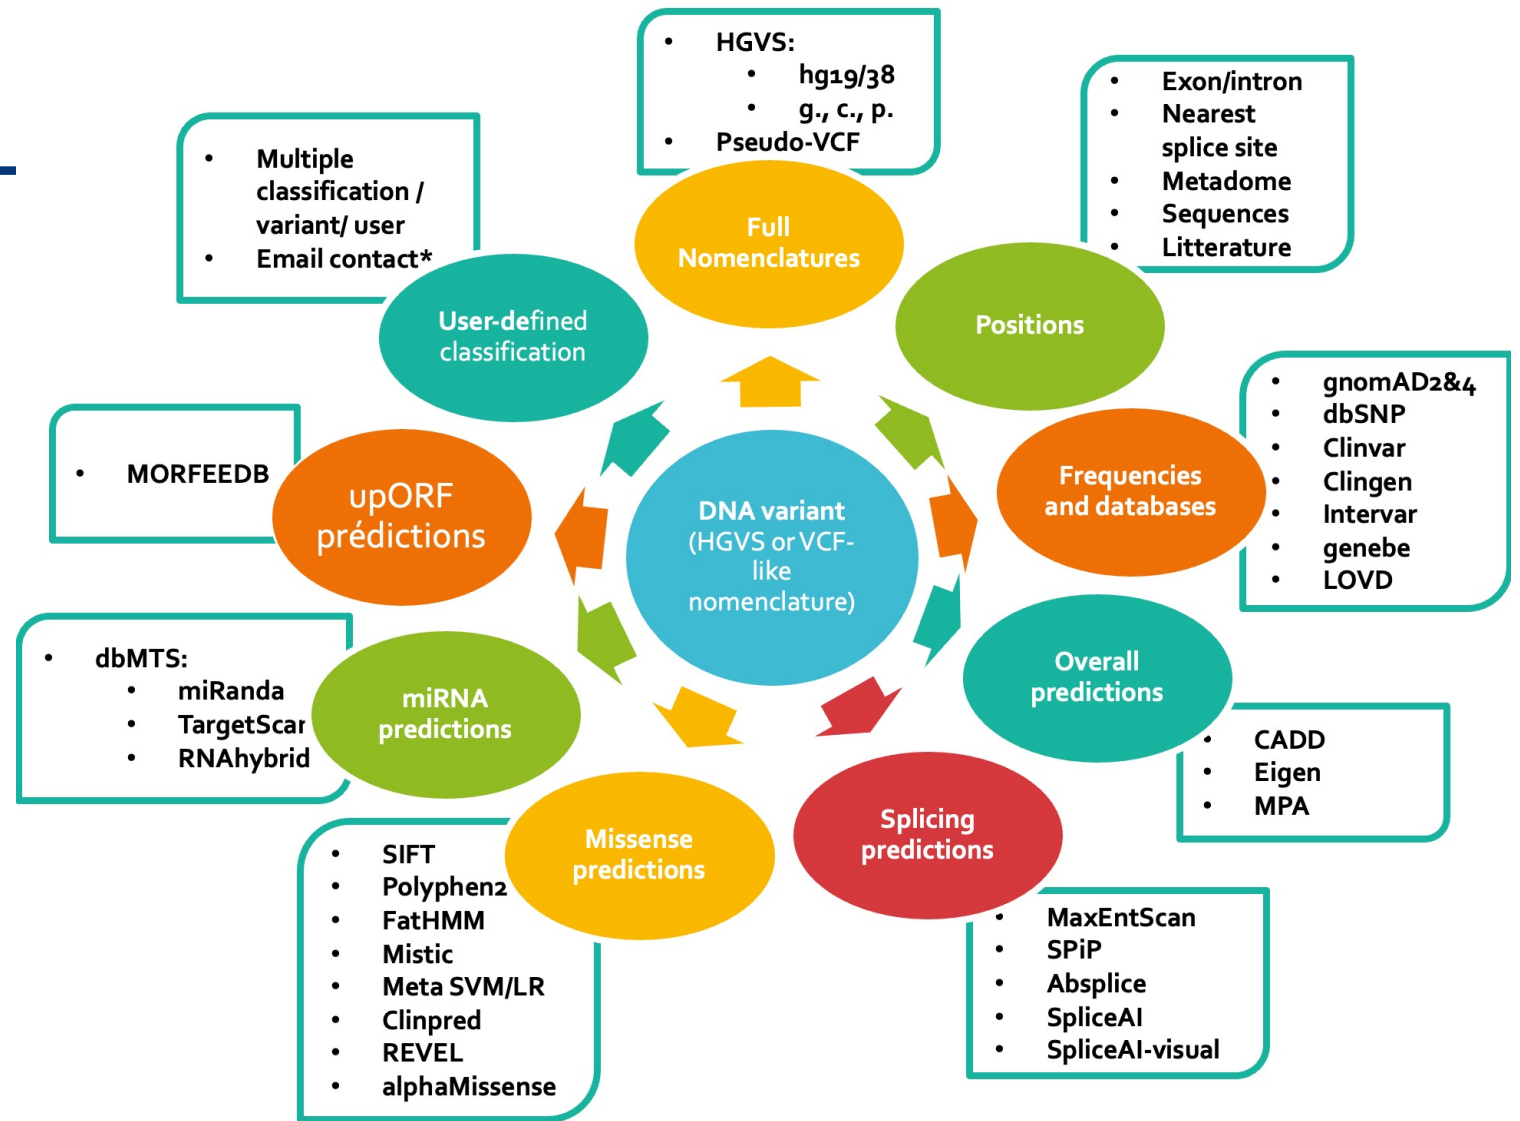 • HGVS:
• hg19/38
• g., c., p.
• Pseudo-VCF
Full
Nomenclatures
• Exon/intron
• Nearest
splice site
• Metadome
• Sequences
• Litterature
Positions
• gnomAD2&4
• dbSNP
• Clinvar
• Clingen
• Intervar
• genebe
• LOVD
Frequencies
and databases
Overall
predictions
• CADD
• Eigen
• MPA
Splicing
predictions
• MaxEntScan
• SPiP
• Absplice
• SpliceAI
• SpliceAI-visual
Missense
predictions
• SIFT
• Polyphen2
• FatHMM
• Mistic
• Meta SVM/LR
• Clinpred
• REVEL
• alphaMissense
miRNA
predictions
• dbMTS:
• miRanda
• TargetScan
• RNAhybrid
upORF
prédictions
• MORFEEDB
User-defined
classification
• Multiple
classification /
variant/ user
• Email contact*
DNA variant
(HGVS or VCF-
like
nomenclature)